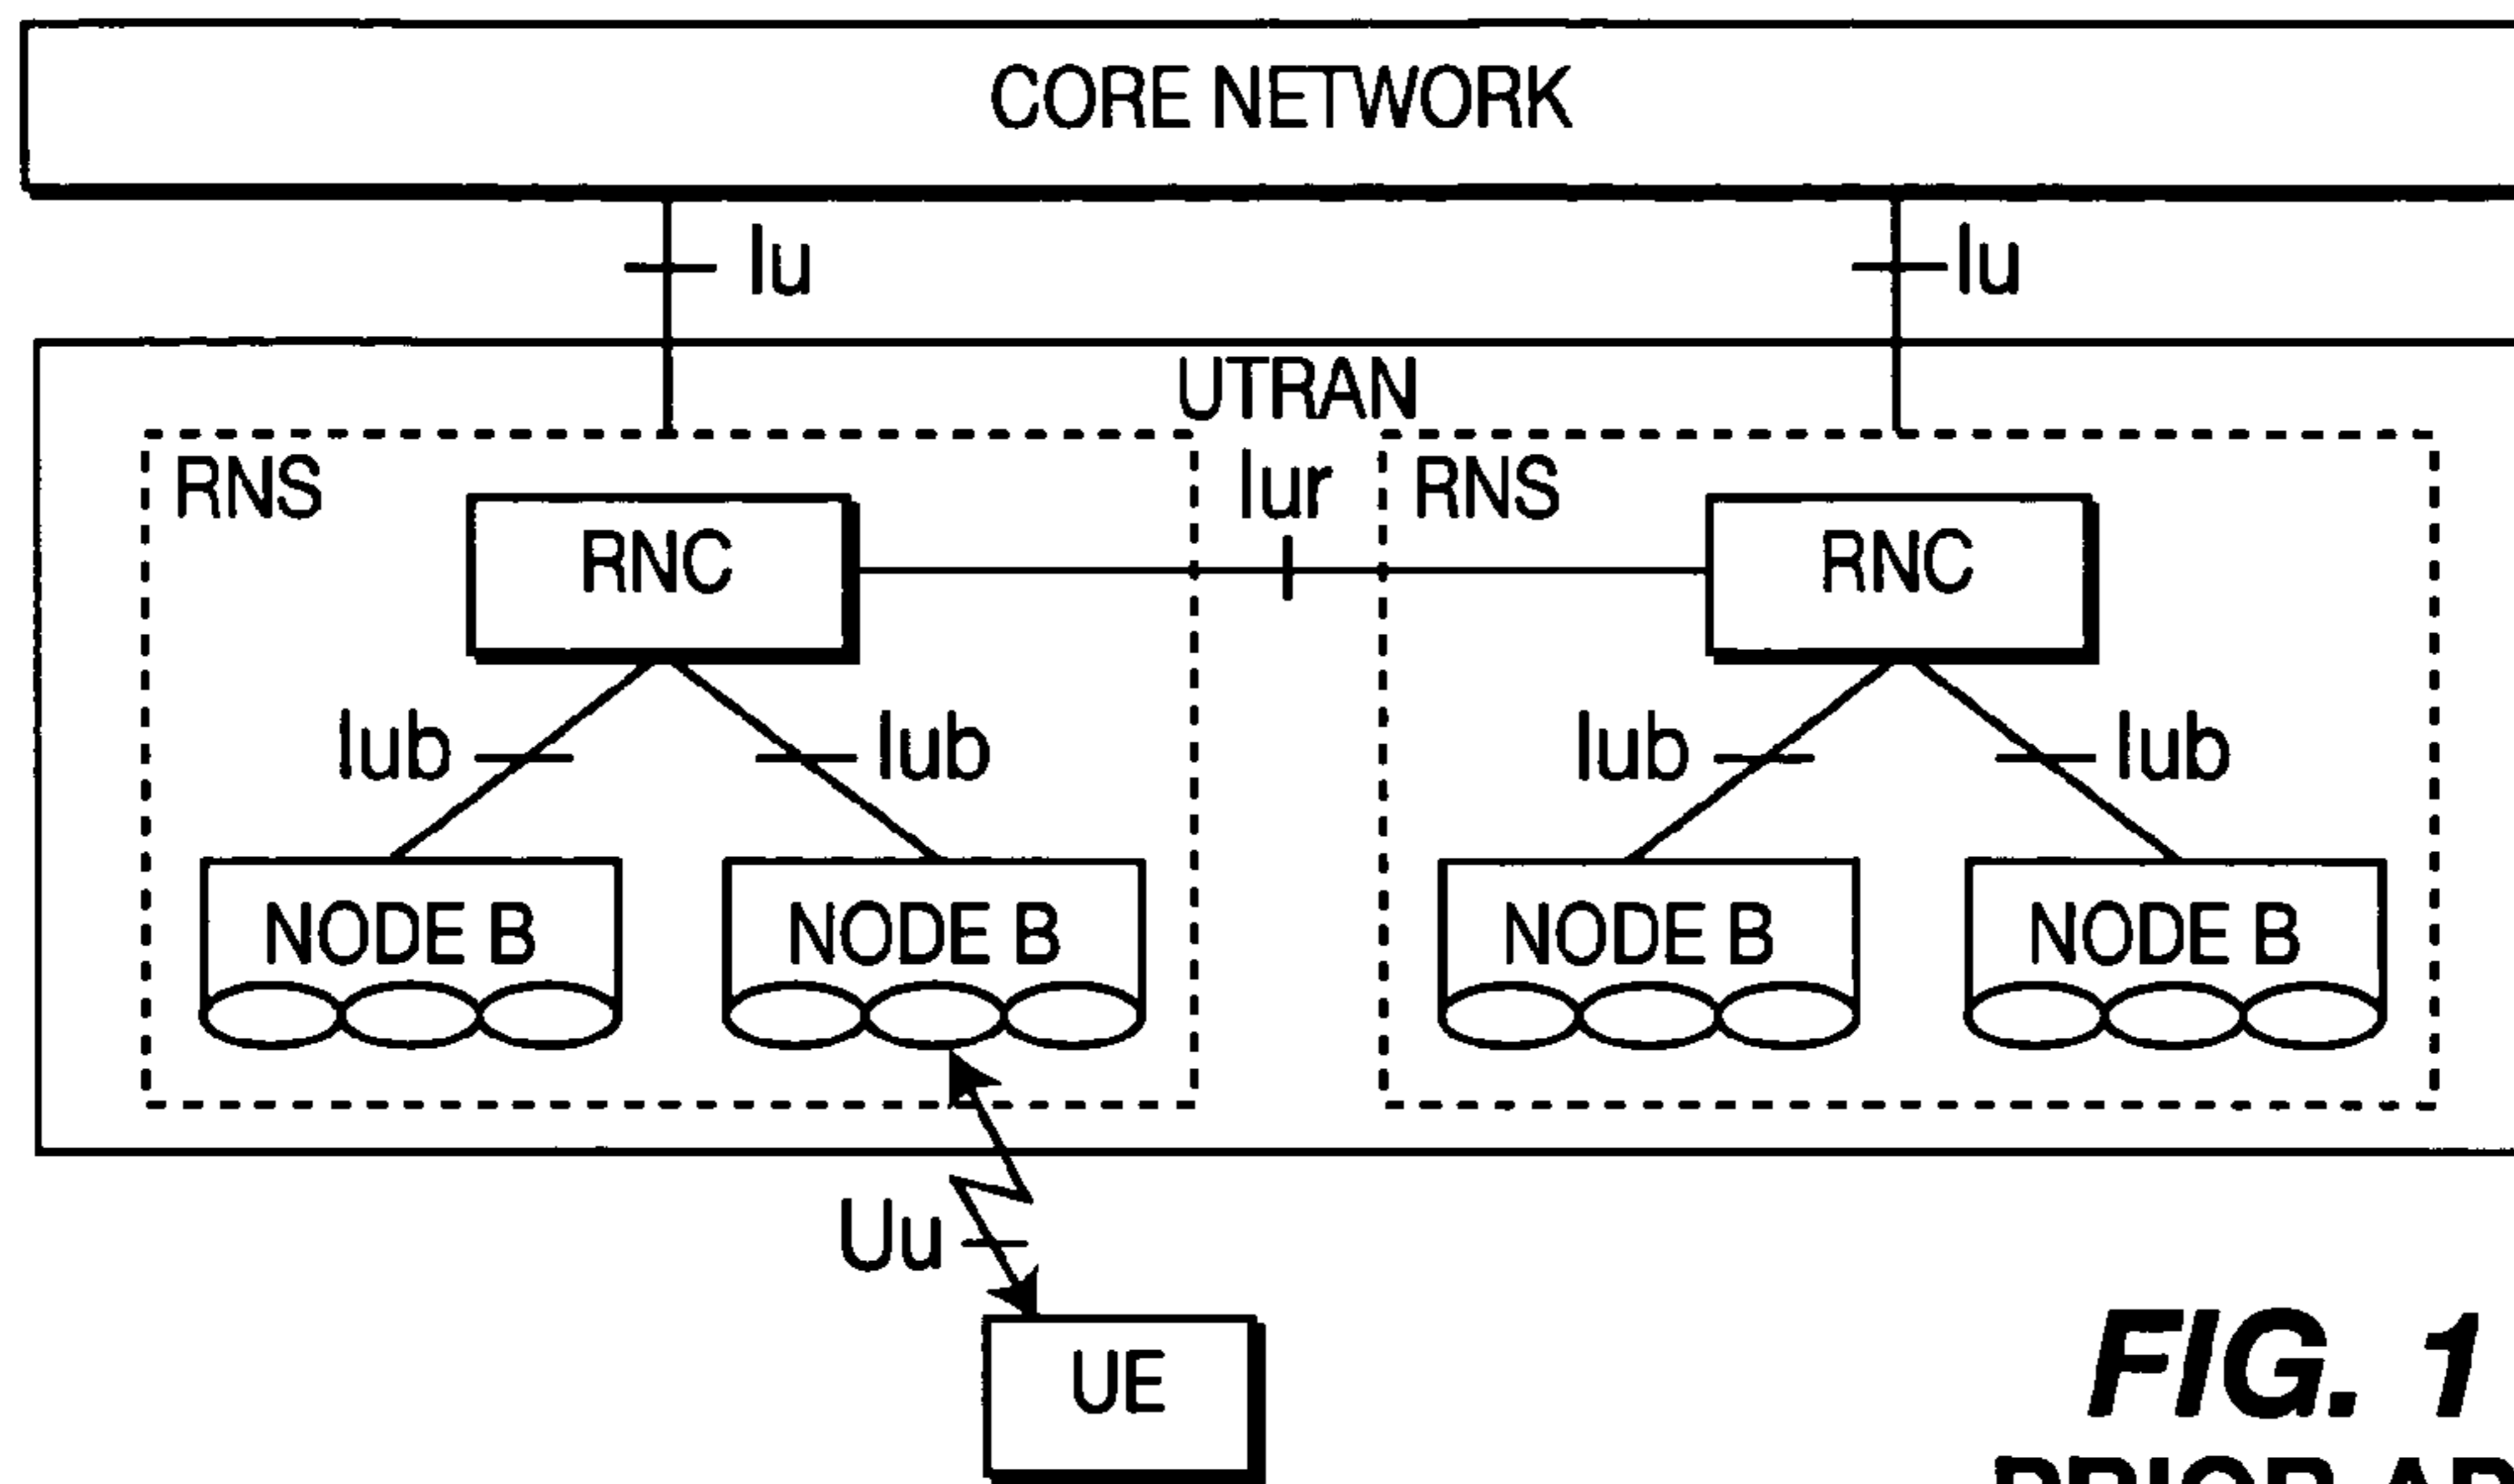 CORE NETWORK
Iu
Iu
UTRAN
RNS
Iur
RNS
RNC
RNC
Iub
Iub
Iub
Iub
NODE B
NODE B
NODE B
NODE B
Uu
UE
FIG. 1
PRIOR